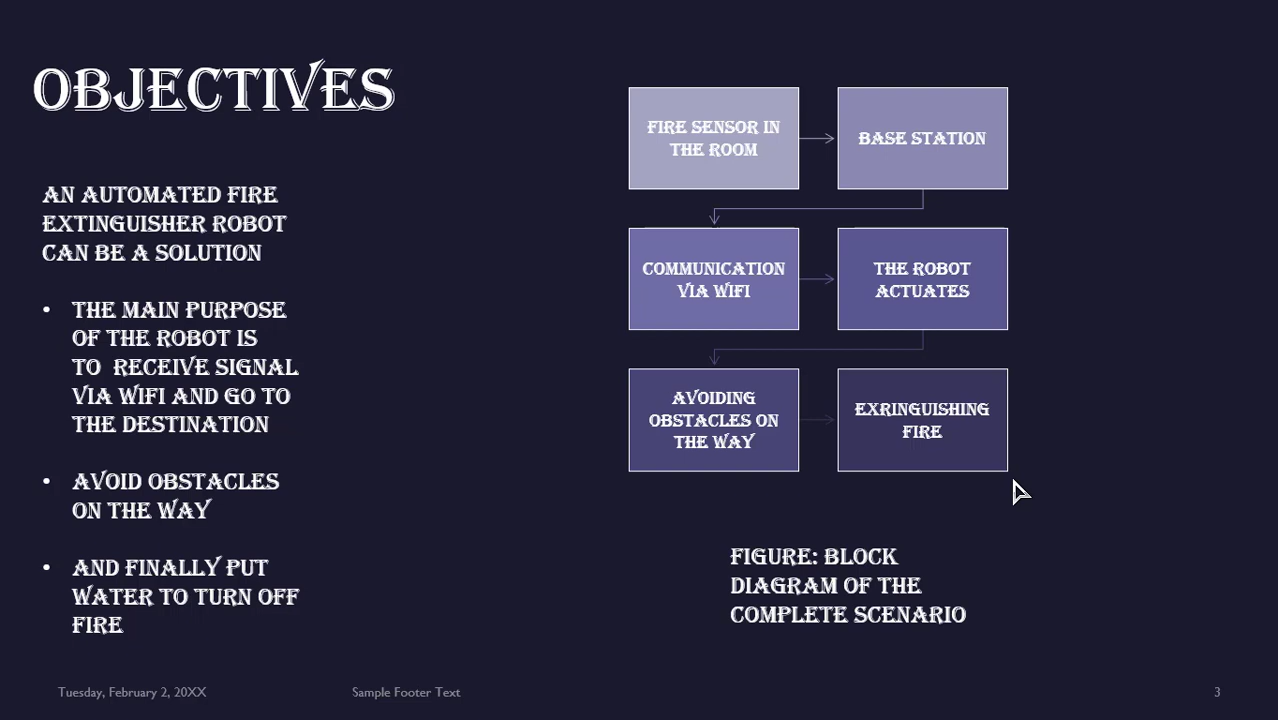 OBJECTIVES
AN AUTOMATED FIRE
EXTINGUISHER ROBOT
CAN BE A SOLUTION
• THE MAIN PURPOSE
OF THE ROBOT IS
TO RECEIVE SIGNAL
VIA WIFI AND GO TO
THE DESTINATION
• AVOID OBSTACLES
ON THE WAY
• AND FINALLY PUT
WATER TO TURN OFF
FIRE
FIRE SENSOR IN
THE ROOM
BASE STATION
COMMUNICATION
VIA WIFI
THE ROBOT
ACTUATES
AVOIDING
OBSTACLES ON
THE WAY
EXRINGUISHING
FIRE
FIGURE: BLOCK
DIAGRAM OF THE
COMPLETE SCENARIO
Tuesday, February 2, 20XX
Sample Footer Text
3